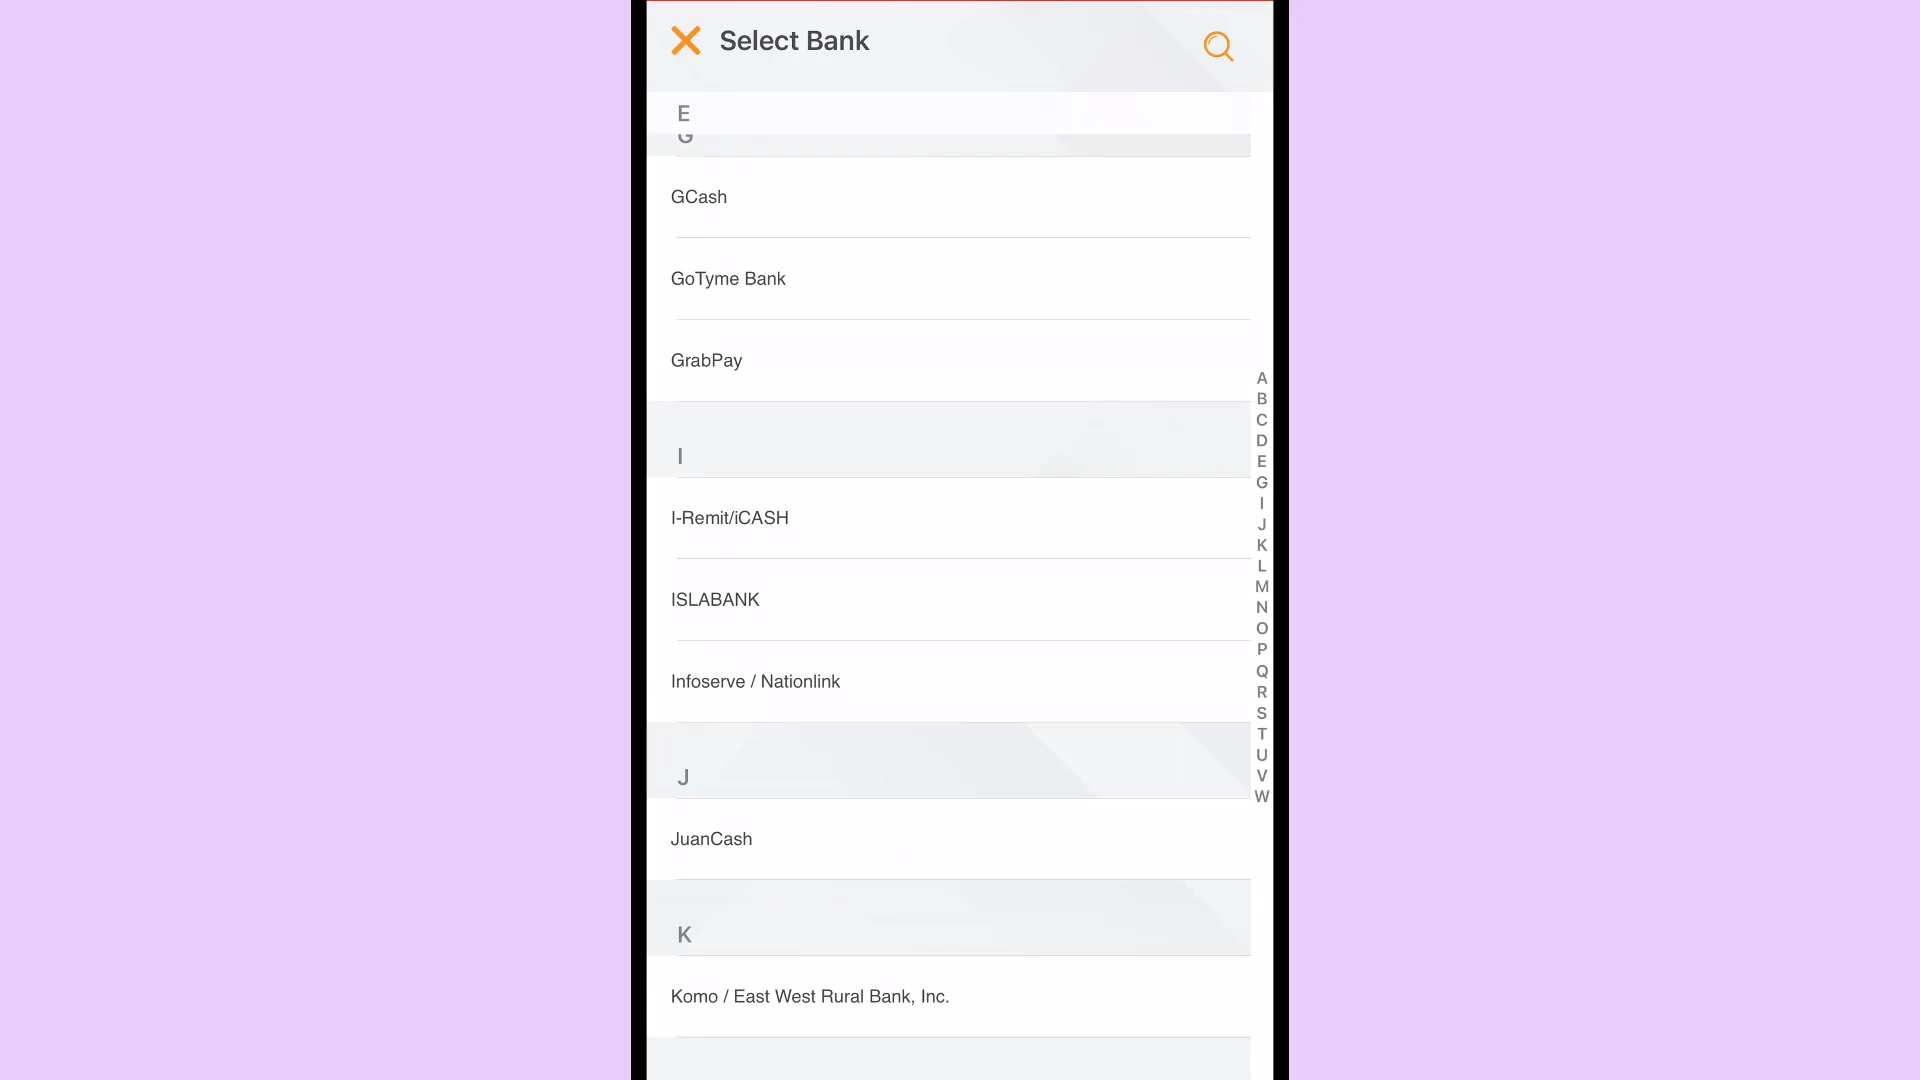 Select Bank
E
G
GCash
GoTyme Bank
GrabPay
I
I-Remit/iCASH
ISLABANK
Infoserve / Nationlink
J
JuanCash
K
Komo / East West Rural Bank, Inc.
A
B
C
D
E
G
I
J
K
L
M
N
O
P
Q
R
S
T
U
V
W